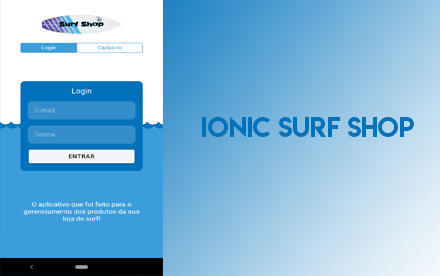 Surf Shop
Login
Cadastro
Login
E-mail
Senha
ENTRAR
O aplicativo que foi feito para o
gerenciamento dos produtos da sua
loja de surf!
IONIC SURF SHOP